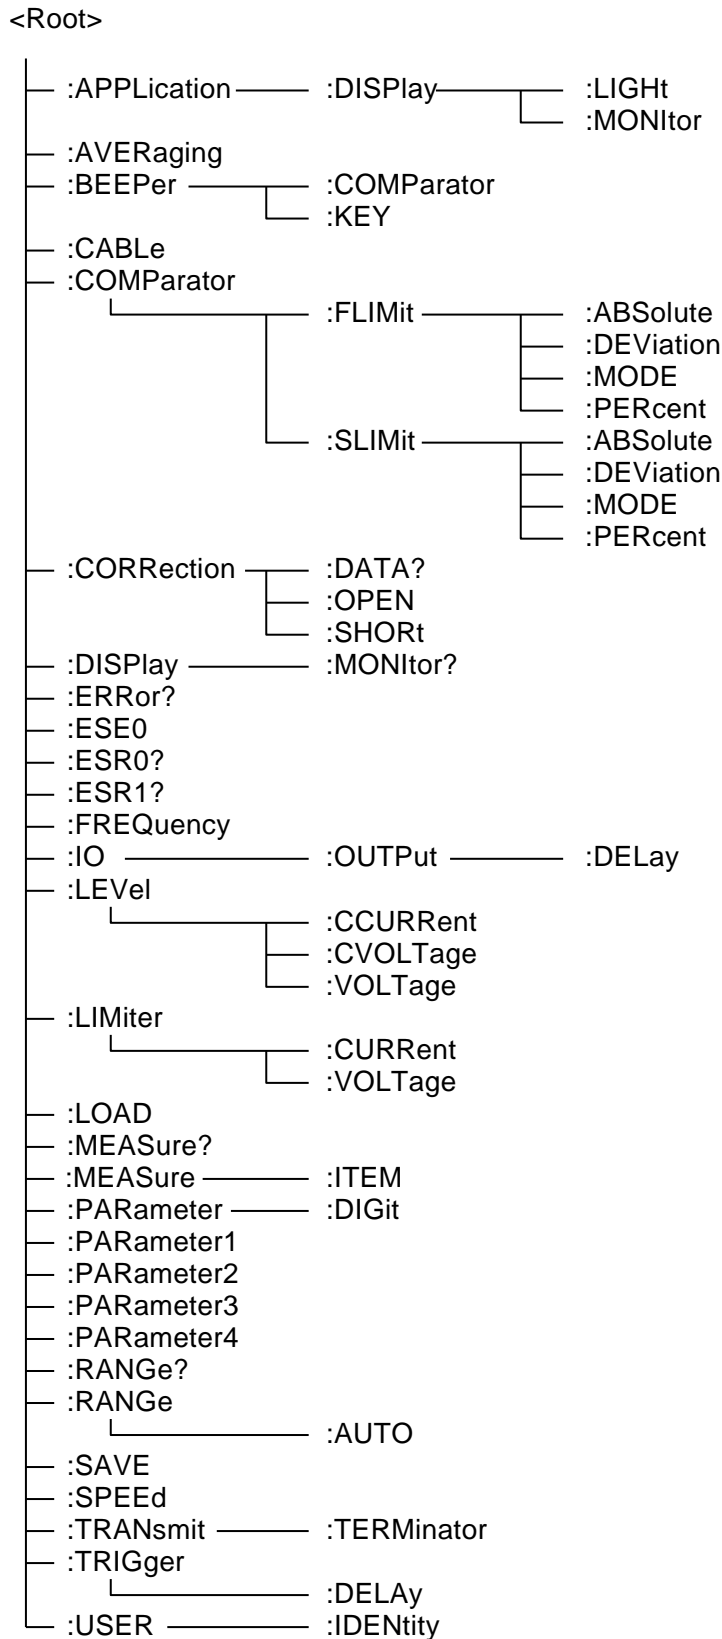 <Root>
:APPLication :DISPlay :LIGHt
:MONItor
:AVERaging
:BEEPer :COMParator
:KEY
:CABLe
:COMParator
:FLIMit :ABSolute
:DEViation
:MODE
:PERcent
:SLIMit :ABSolute
:DEViation
:MODE
:PERcent
:CORRection :DATA?
:OPEN
:SHORt
:DISPlay :MONItor?
:ERRor?
:ESE0
:ESR0?
:ESR1?
:FREQuency
:IO :OUTPut :DELay
:LEVel
:CCURRent
:CVOLTage
:VOLTage
:LIMiter
:CURRent
:VOLTage
:LOAD
:MEASure?
:MEASure :ITEM
:PARameter :DIGit
:PARameter1
:PARameter2
:PARameter3
:PARameter4
:RANGe?
:RANGe
:AUTO
:SAVE
:SPEEd
:TRANsmit :TERMinator
:TRIGger
:DELAy
:USER :IDENtity